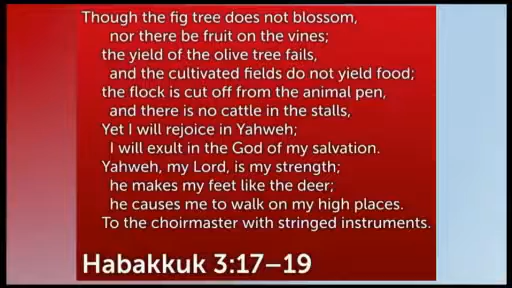 Though the fig tree does not blossom,
nor there be fruit on the vines;
the yield of the olive tree fails,
and the cultivated fields do not yield food;
the flock is cut off from the animal pen,
and there is no cattle in the stalls,
Yet I will rejoice in Yahweh;
I will exult in the God of my salvation.
Yahweh, my Lord, is my strength;
he makes my feet like the deer;
he causes me to walk on my high places.
To the choirmaster with stringed instruments.
Habakkuk 3:17–19